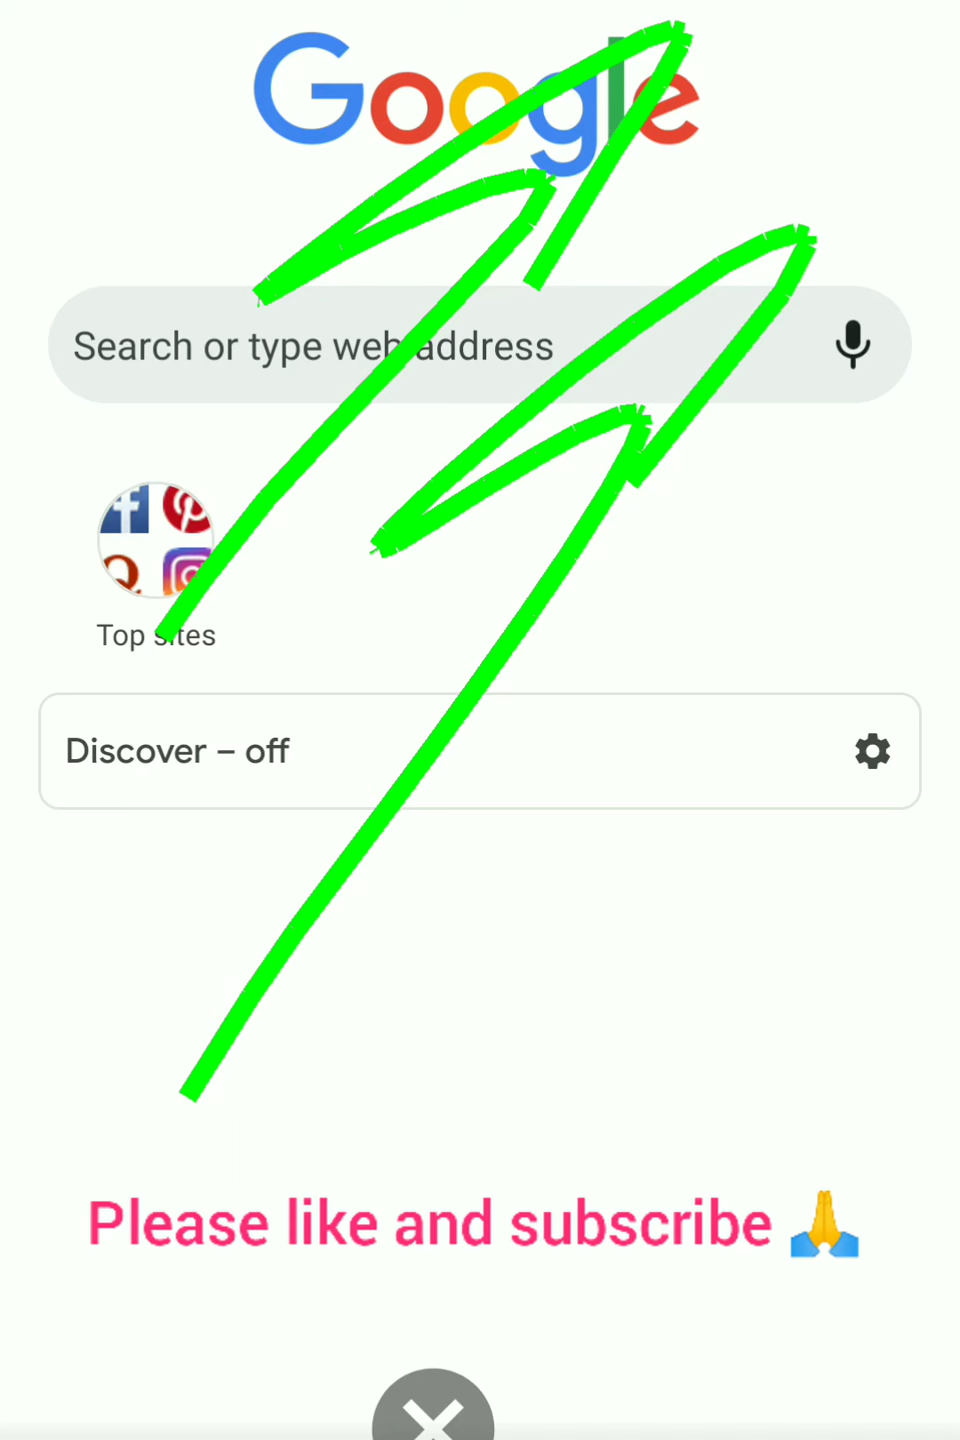 Google
Search or type web address
Top sites
Discover – off
Please like and subscribe 🙏